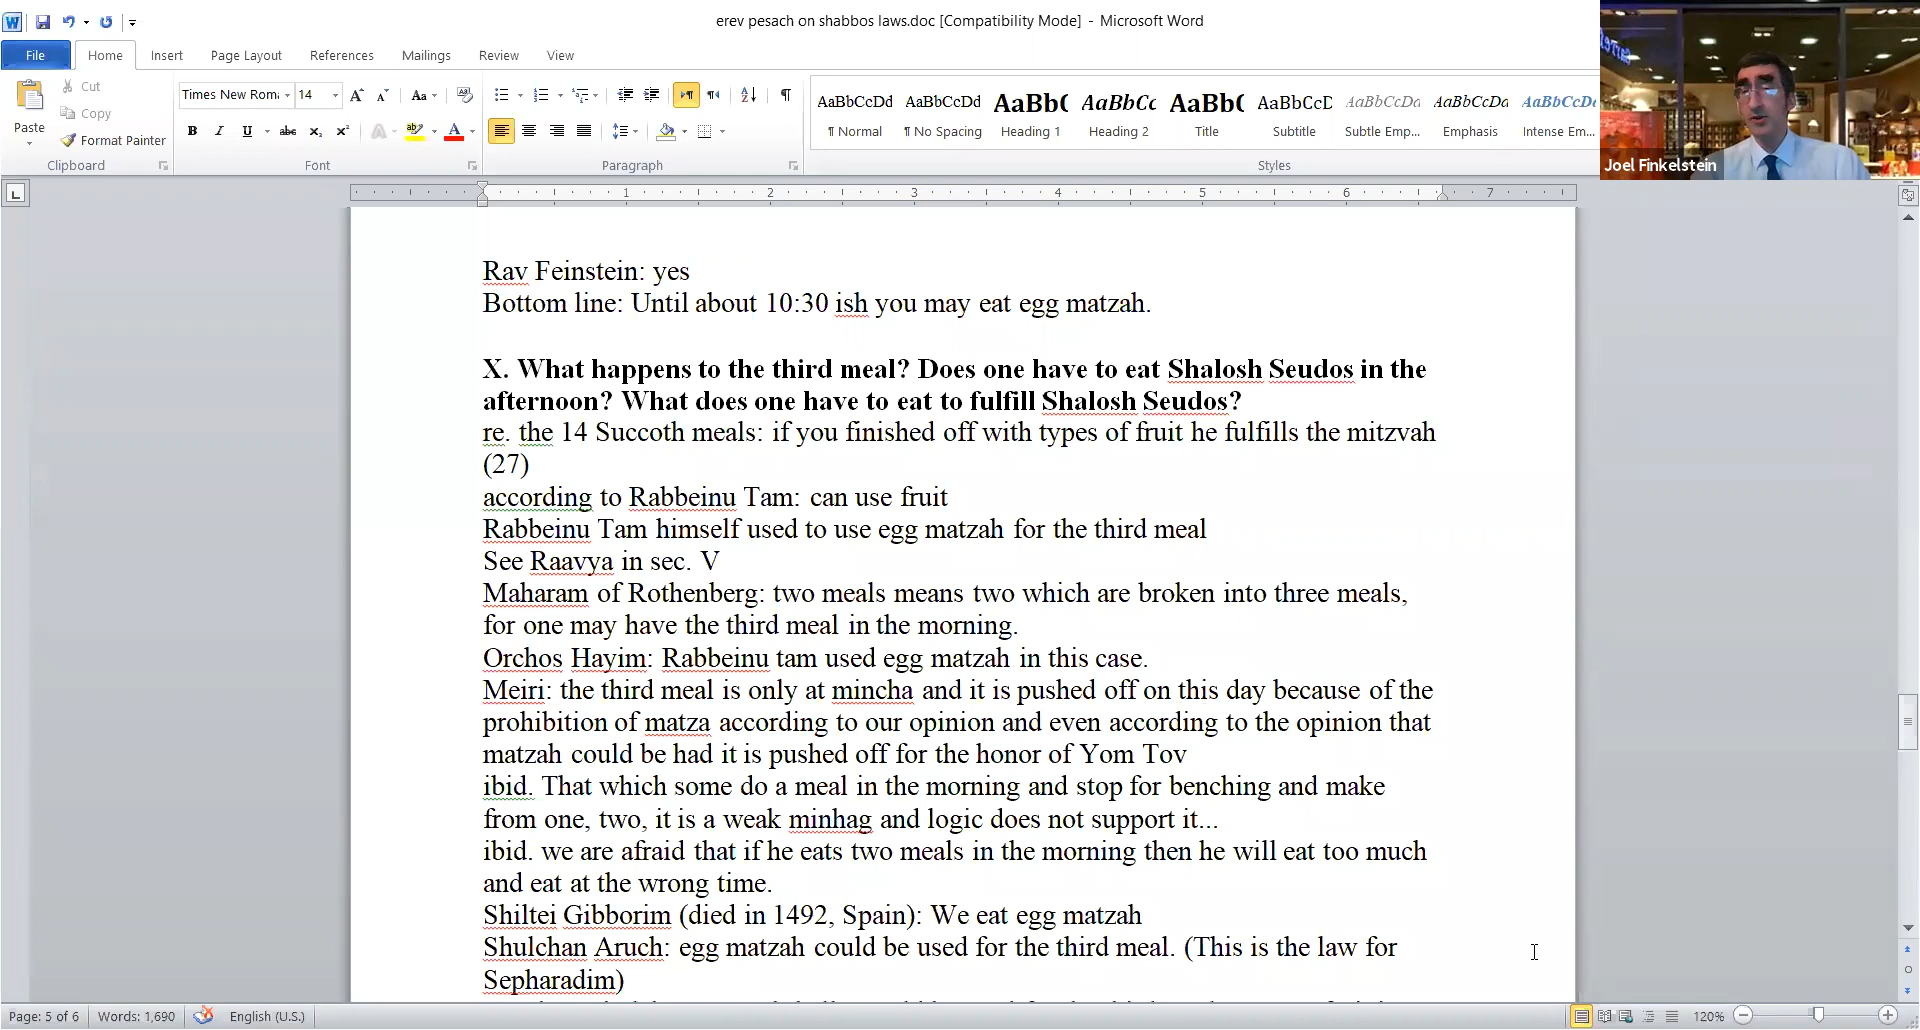 erev pesach on shabbos laws.doc [Compatibility Mode] - Microsoft Word
File Home Insert Page Layout References Mailings Review View
Paste
Cut
Copy
Format Painter
Clipboard
Times New Rom 14
Font
Paragraph
AaBbCcDd AaBbCcDd AaBbC AaBbCc AaBbC AaBbCcD AaBbCcDd AaBbCcDd AaBbCcDd
¶ Normal ¶ No Spacing Heading 1 Heading 2 Title Subtitle Subtle Emp... Emphasis Intense Em...
Styles
Joel Finkelstein
1 2 3 4 5 6 7
Rav Feinstein: yes
Bottom line: Until about 10:30 ish you may eat egg matzah.
X. What happens to the third meal? Does one have to eat Shalosh Seudos in the
afternoon? What does one have to eat to fulfill Shalosh Seudos?
re. the 14 Succoth meals: if you finished off with types of fruit he fulfills the mitzvah
(27)
according to Rabbeinu Tam: can use fruit
Rabbeinu Tam himself used to use egg matzah for the third meal
See Raavya in sec. V
Maharam of Rothenberg: two meals means two which are broken into three meals,
for one may have the third meal in the morning.
Orchos Hayim: Rabbeinu tam used egg matzah in this case.
Meiri: the third meal is only at mincha and it is pushed off on this day because of the
prohibition of matza according to our opinion and even according to the opinion that
matzah could be had it is pushed off for the honor of Yom Tov
ibid. That which some do a meal in the morning and stop for benching and make
from one, two, it is a weak minhag and logic does not support it...
ibid. we are afraid that if he eats two meals in the morning then he will eat too much
and eat at the wrong time.
Shiltei Gibborim (died in 1492, Spain): We eat egg matzah
Shulchan Aruch: egg matzah could be used for the third meal. (This is the law for
Sepharadim)
Page: 5 of 6 Words: 1,690 English (U.S.) 120%